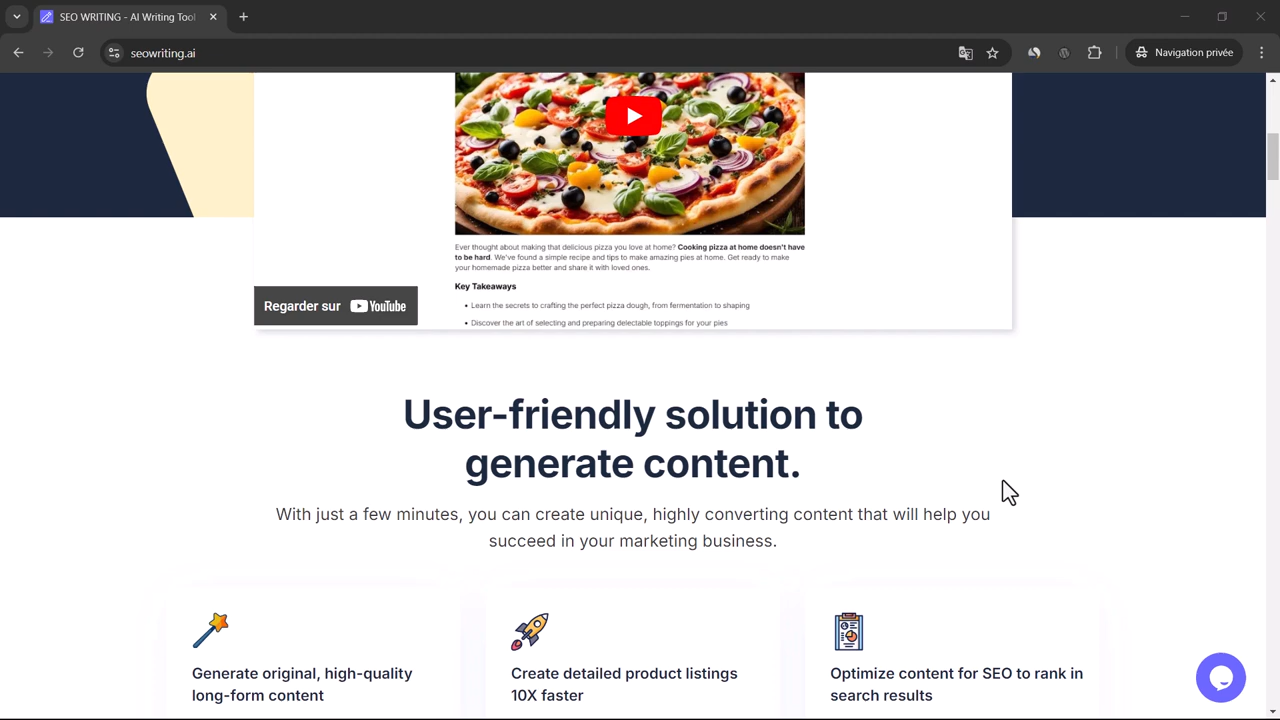 SEO WRITING - AI Writing Tool
seowriting.ai
Navigation privée
Ever thought about making that delicious pizza you love at home? Cooking pizza at home doesn't have
to be hard. We've found a simple recipe and tips to make amazing pies at home. Get ready to make
your homemade pizza better and share it with loved ones.
Key Takeaways
• Learn the secrets to crafting the perfect pizza dough, from fermentation to shaping
• Discover the art of selecting and preparing delectable toppings for your pies
Regarder sur YouTube
User-friendly solution to
generate content.
With just a few minutes, you can create unique, highly converting content that will help you
succeed in your marketing business.
Generate original, high-quality
long-form content
Create detailed product listings
10X faster
Optimize content for SEO to rank in
search results